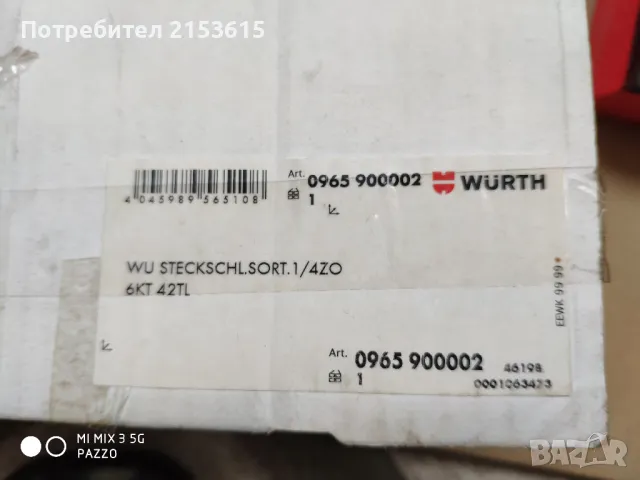 Потребител 2153615
Art. 0965 900002 WÜRTH
1
4 045989 565108
WU STECKSCHL.SORT.1/4ZO
6KT 42TL
EEWK 99 99
Art. 0965 900002 46198
1 0001063473
MI MIX 3 5G
PAZZO
bazar